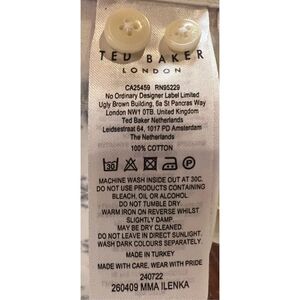 TED BAKER
LONDON
CA25459 RN95229
No Ordinary Designer Label Limited
Ugly Brown Building, 6a St Pancras Way
London NW1 0TB, United Kingdom
Ted Baker Netherlands
Leidsestraat 64, 1017 PD Amsterdam
The Netherlands
100% COTTON
30
MACHINE WASH INSIDE OUT AT 30C.
DO NOT USE PRODUCTS CONTAINING
BLEACH, OIL OR ALCOHOL.
DO NOT TUMBLE DRY.
WARM IRON ON REVERSE WHILST
SLIGHTLY DAMP.
MAY BE DRY CLEANED.
DO NOT LEAVE IN DIRECT SUNLIGHT.
WASH DARK COLOURS SEPARATELY.
MADE IN TURKEY
MADE WITH CARE, WEAR WITH PRIDE
240722
260409 MMA ILENKA